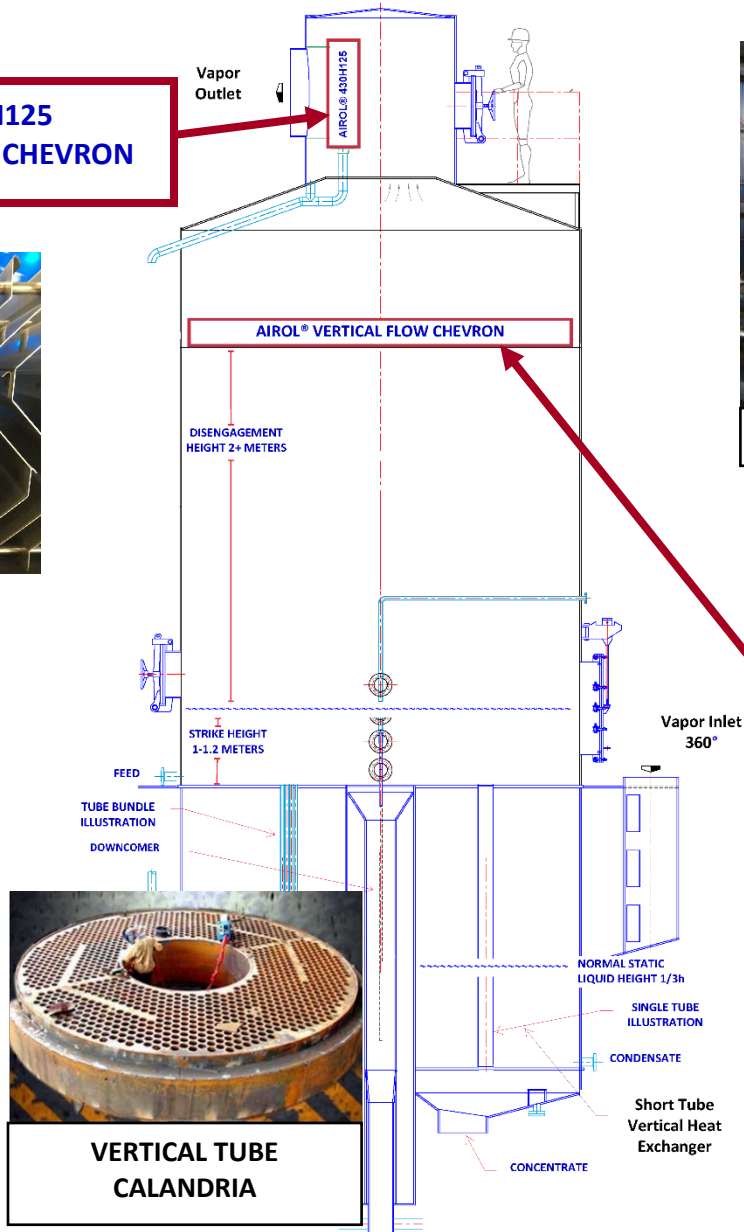 Vapor
Outlet
AIROL® 430H125
H125
CHEVRON
AIROL® VERTICAL FLOW CHEVRON
DISENGAGEMENT
HEIGHT 2+ METERS
STRIKE HEIGHT
1-1.2 METERS
Vapor Inlet
360°
FEED
TUBE BUNDLE
ILLUSTRATION
DOWNCOMER
NORMAL STATIC
LIQUID HEIGHT 1/3h
SINGLE TUBE
ILLUSTRATION
CONDENSATE
Short Tube
Vertical Heat
Exchanger
CONCENTRATE
VERTICAL TUBE
CALANDRIA